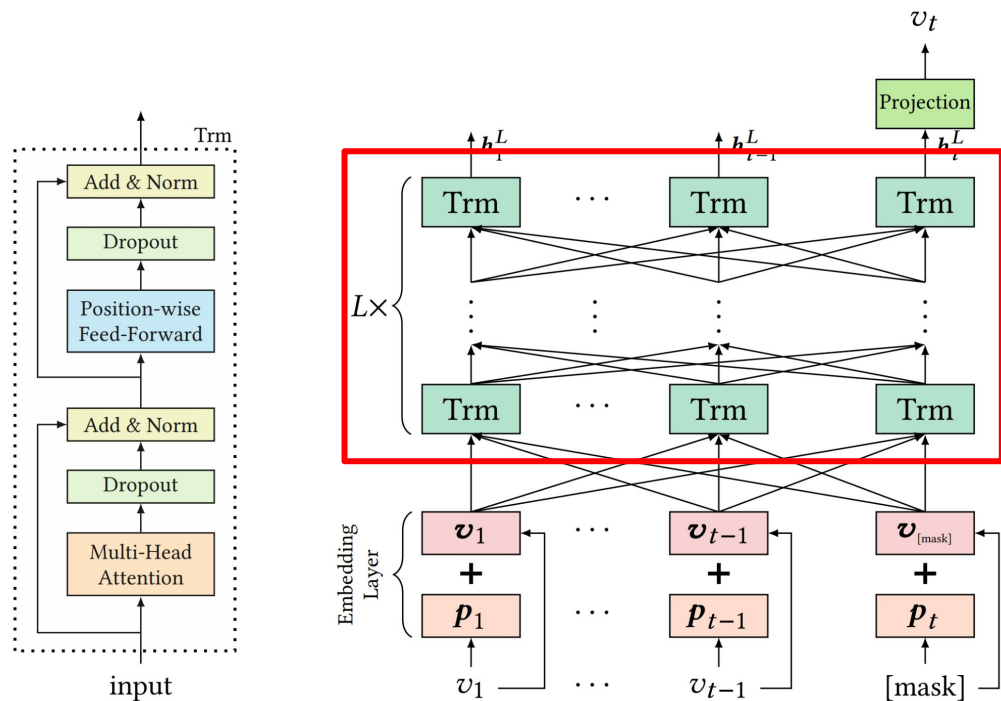 Trm
Add & Norm
Dropout
Position-wise
Feed-Forward
Add & Norm
Dropout
Multi-Head
Attention
input
v_t
Projection
h_1^L
h_{t-1}^L
h_t^L
Trm ... Trm Trm
L×
Trm ... Trm Trm
Embedding
Layer
v_1 ... v_{t-1} v_{[mask]}
+ + +
p_1 ... p_{t-1} p_t
v_1 ... v_{t-1} [mask]